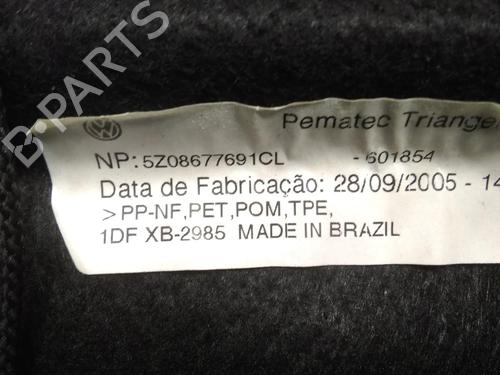 Pematec Triange
NP: 5Z08677691CL - 601854
Data de Fabricação: 28/09/2005 - 14
>PP-NF,PET,POM,TPE,
1DF XB-2985 MADE IN BRAZIL
B-PARTS